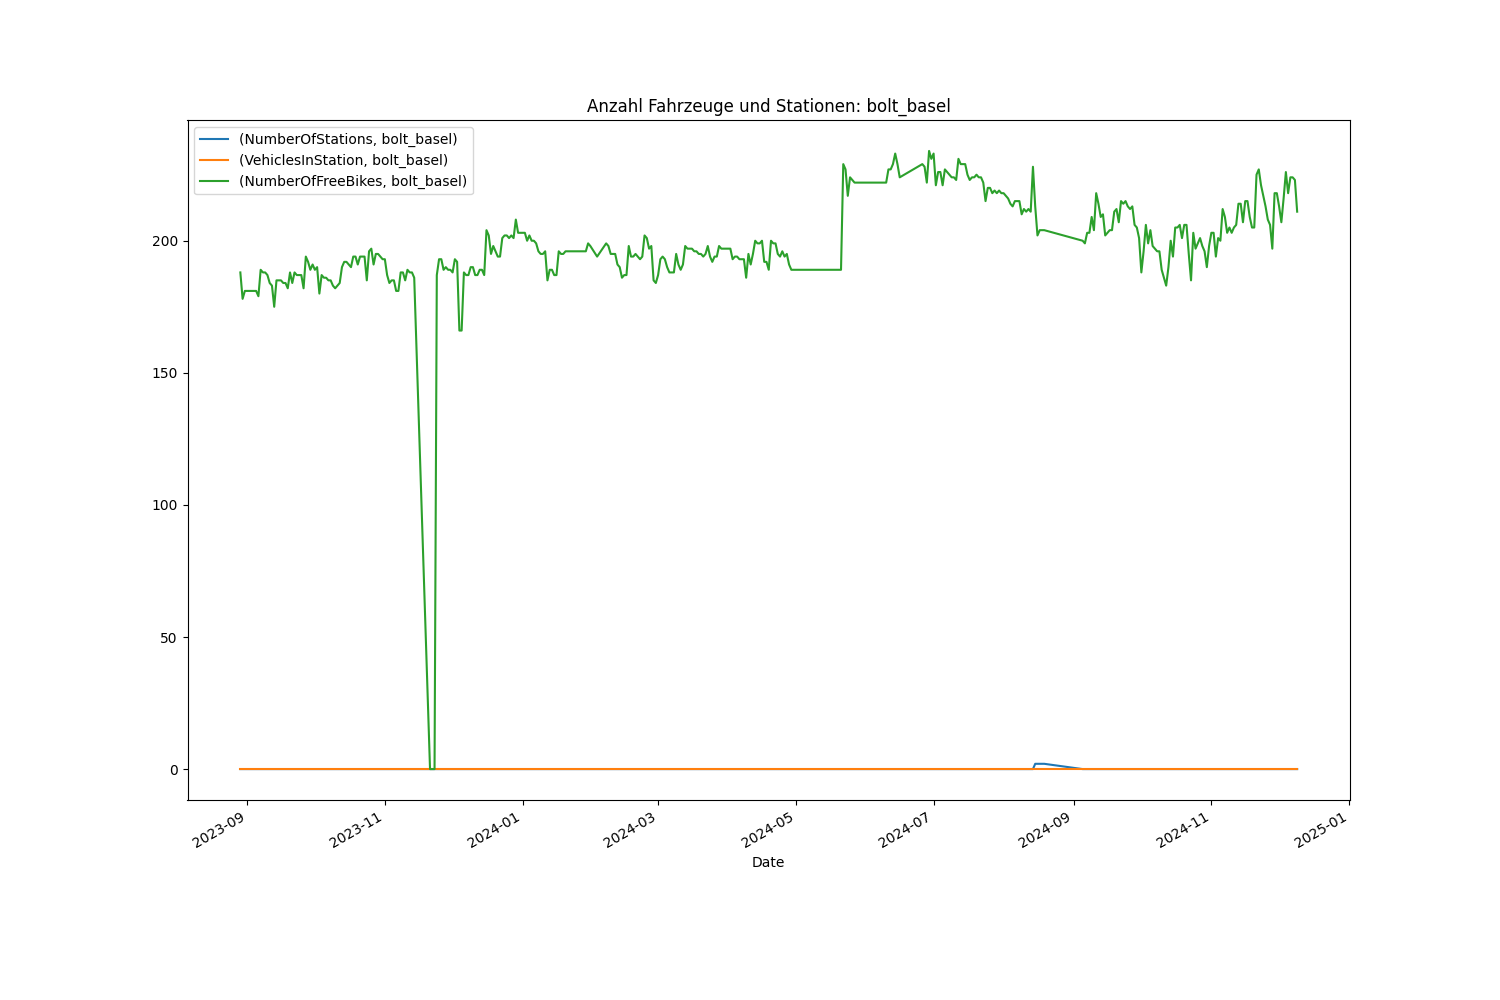 Anzahl Fahrzeuge und Stationen: bolt_basel
(NumberOfStations, bolt_basel)
(VehiclesInStation, bolt_basel)
(NumberOfFreeBikes, bolt_basel)
200
150
100
50
0
2023-09
2023-11
2024-01
2024-03
2024-05
2024-07
2024-09
2024-11
2025-01
Date